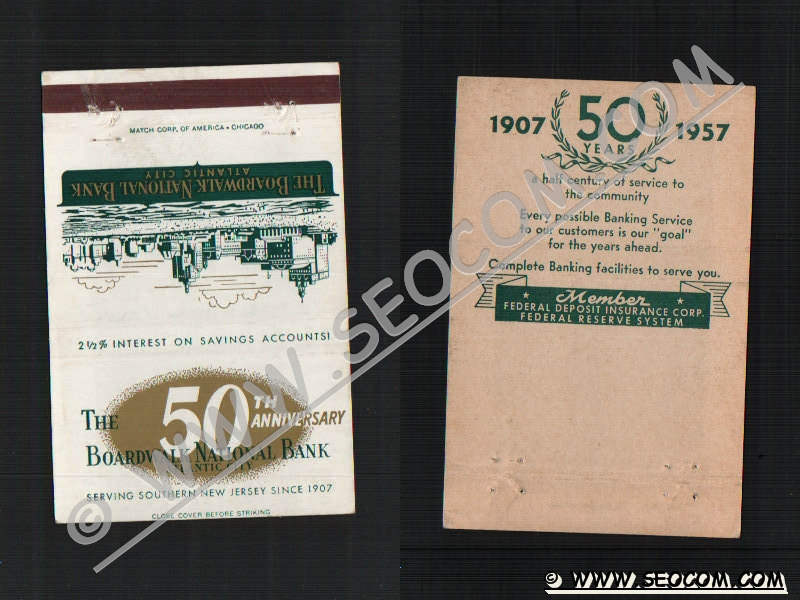 MATCH CORP. OF AMERICA • CHICAGO
THE BOARDWALK NATIONAL BANK
ATLANTIC CITY
2½% INTEREST ON SAVINGS ACCOUNTS!
50TH
ANNIVERSARY
THE
BOARDWALK NATIONAL BANK
ATLANTIC CITY
SERVING SOUTHERN NEW JERSEY SINCE 1907
CLOSE COVER BEFORE STRIKING
1907 50 YEARS 1957
a half century of service to
the community
Every possible Banking Service
to our customers is our "goal"
for the years ahead.
Complete Banking facilities to serve you.
Member
FEDERAL DEPOSIT INSURANCE CORP.
FEDERAL RESERVE SYSTEM
© WWW.SEOCOM.COM
© WWW.SEOCOM.COM